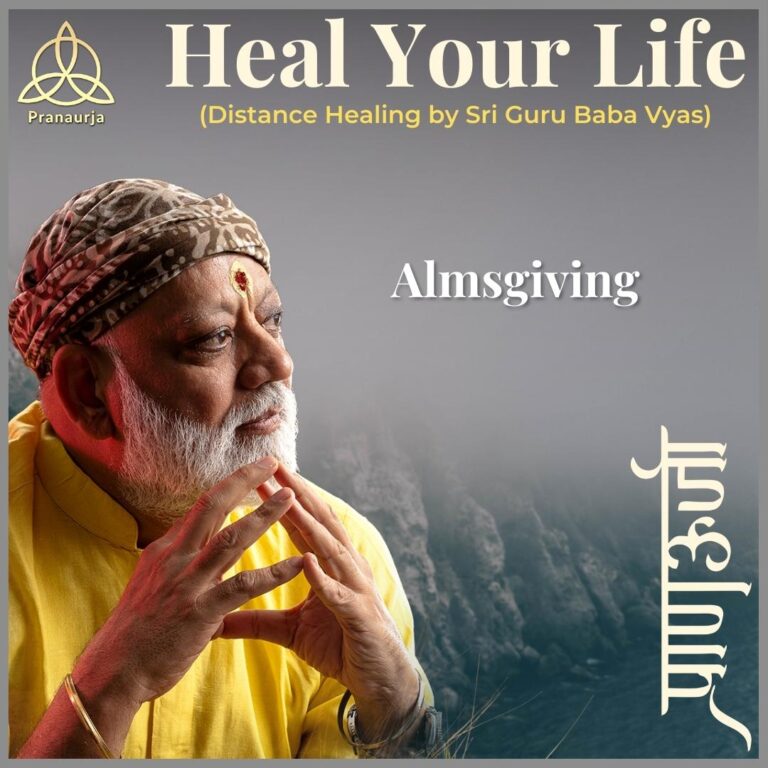 Heal Your Life
Pranaurja
(Distance Healing by Sri Guru Baba Vyas)
Almsgiving
प्राणऊर्जा